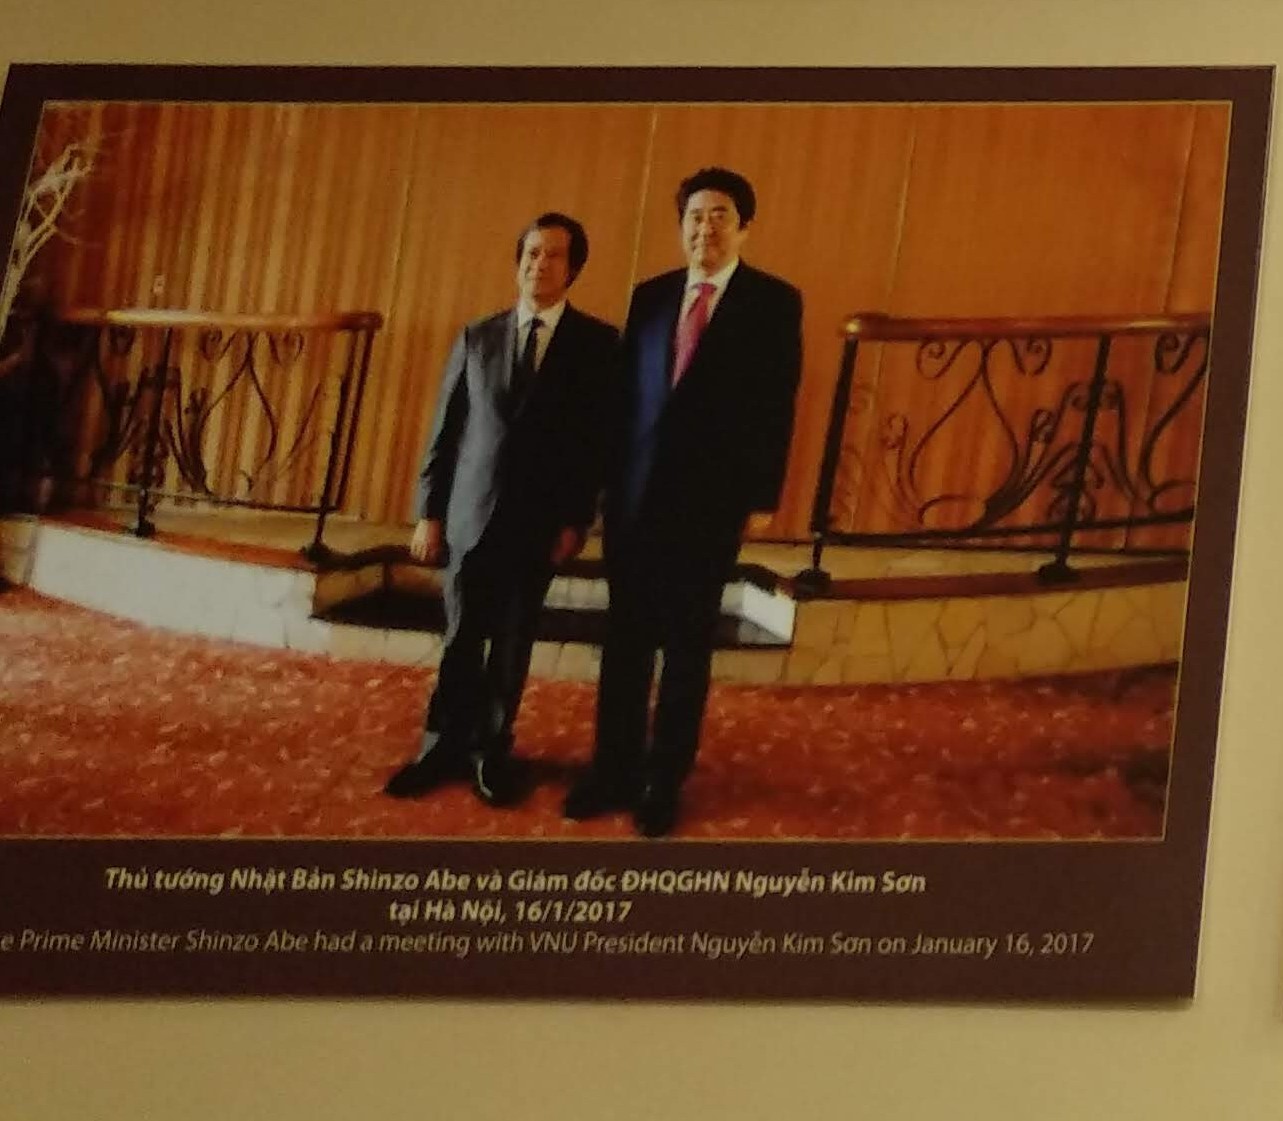 Thủ tướng Nhật Bản Shinzo Abe và Giám đốc ĐHQGHN Nguyễn Kim Sơn
tại Hà Nội, 16/1/2017
Prime Minister Shinzo Abe had a meeting with VNU President Nguyễn Kim Sơn on January 16, 2017